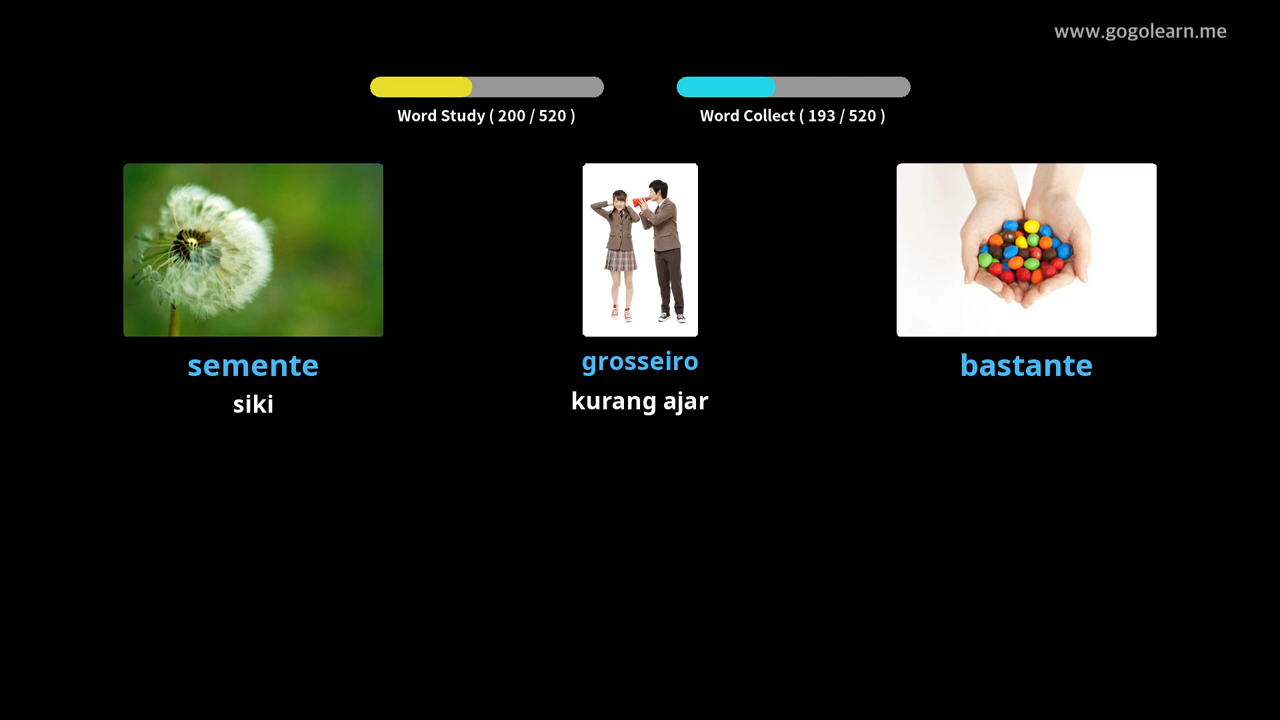 www.gogolearn.me
Word Study ( 200 / 520 )
Word Collect ( 193 / 520 )
semente
siki
grosseiro
kurang ajar
bastante